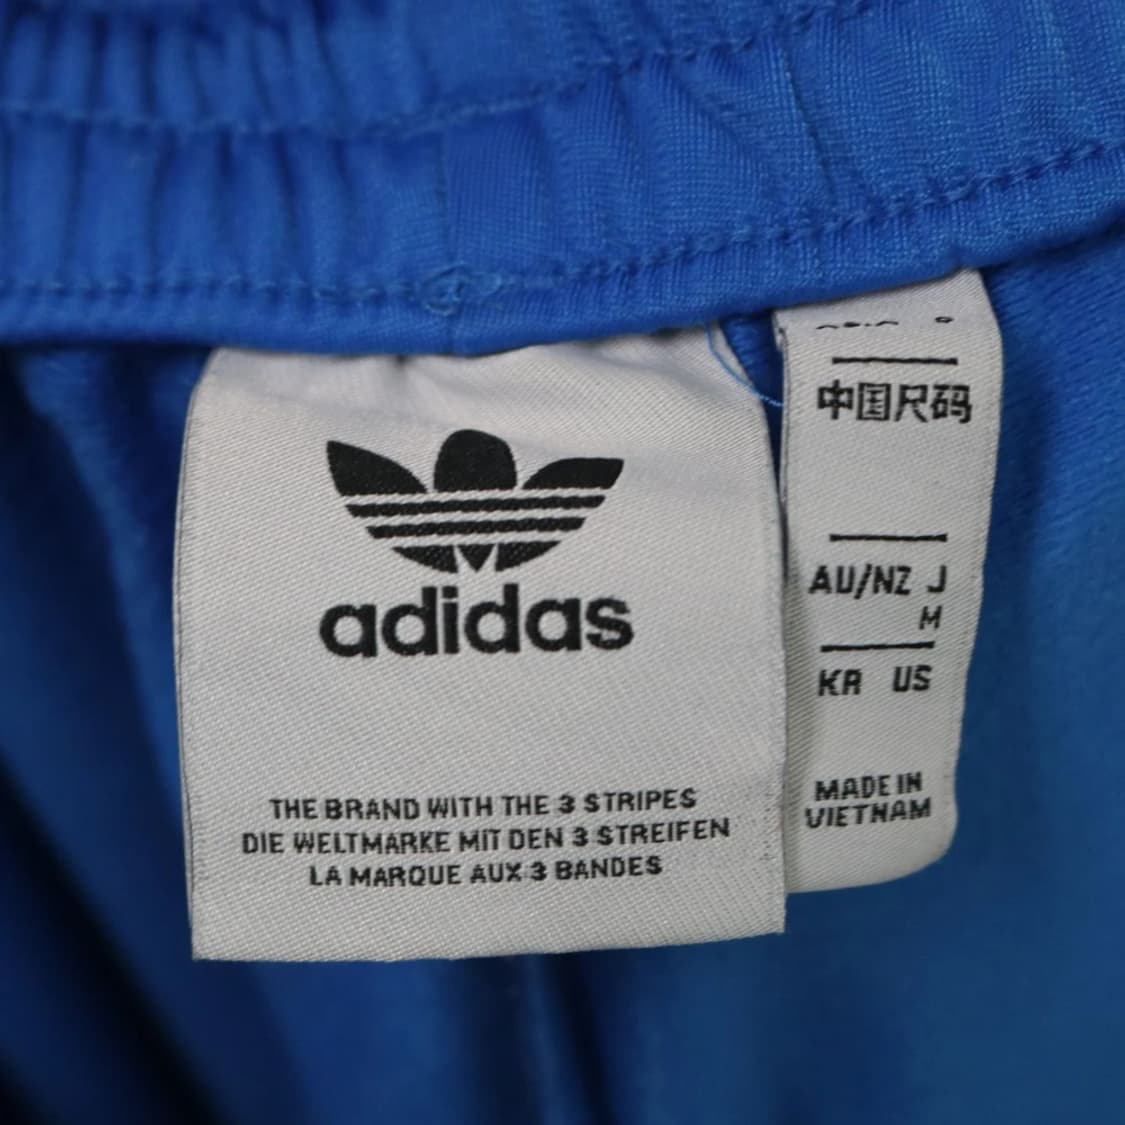 adidas
THE BRAND WITH THE 3 STRIPES
DIE WELTMARKE MIT DEN 3 STREIFEN
LA MARQUE AUX 3 BANDES
中国尺码
AU/NZ J
M
KR US
MADE IN
VIETNAM